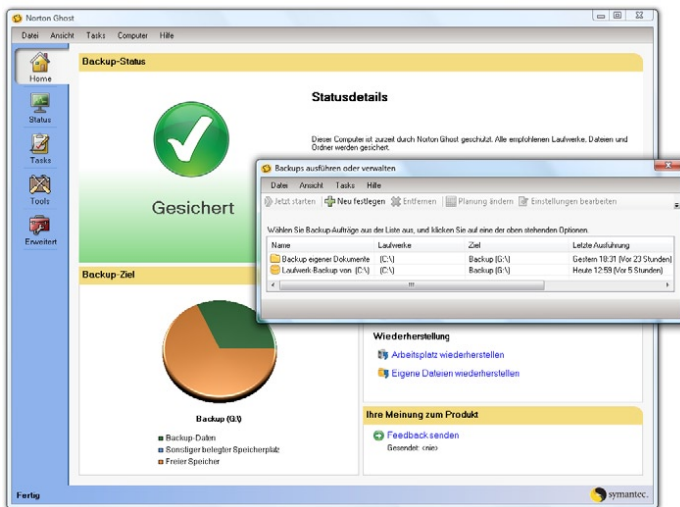 Norton Ghost
Datei Ansicht Tasks Computer Hilfe
Home
Status
Tasks
Tools
Erweitert
Backup-Status
Gesichert
Statusdetails
Dieser Computer ist zurzeit durch Norton Ghost geschützt. Alle empfohlenen Laufwerke, Dateien und
Ordner werden gesichert.
Backups ausführen oder verwalten
Datei Ansicht Tasks Hilfe
Jetzt starten Neu festlegen Entfernen Planung ändern Einstellungen bearbeiten
Wählen Sie Backup-Aufträge aus der Liste aus, und klicken Sie auf eine der oben stehenden Optionen.
Name Laufwerke Ziel Letzte Ausführung
Backup eigener Dokumente (C:\) Backup (G:\) Gestern 18:31 (Vor 23 Stunden)
Laufwerk-Backup von (C:\) (C:\) Backup (G:\) Heute 12:59 (Vor 5 Stunden)
Backup-Ziel
Backup (G:\)
Backup-Daten
Sonstiger belegter Speicherplatz
Freier Speicher
Wiederherstellung
Arbeitsplatz wiederherstellen
Eigene Dateien wiederherstellen
Ihre Meinung zum Produkt
Feedback senden
Gesendet: <nie>
Fertig
symantec.